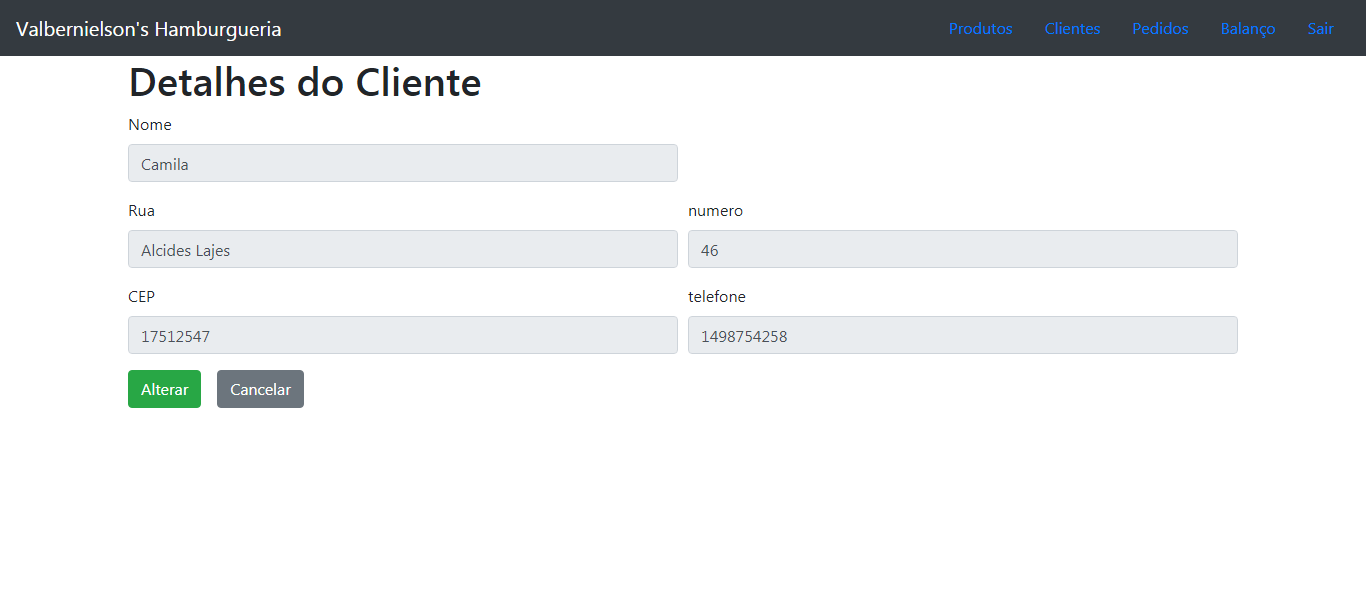 Valbernielson's Hamburgueria Produtos Clientes Pedidos Balanço Sair
Detalhes do Cliente
Nome
Camila
Rua numero
Alcides Lajes 46
CEP telefone
17512547 1498754258
Alterar Cancelar